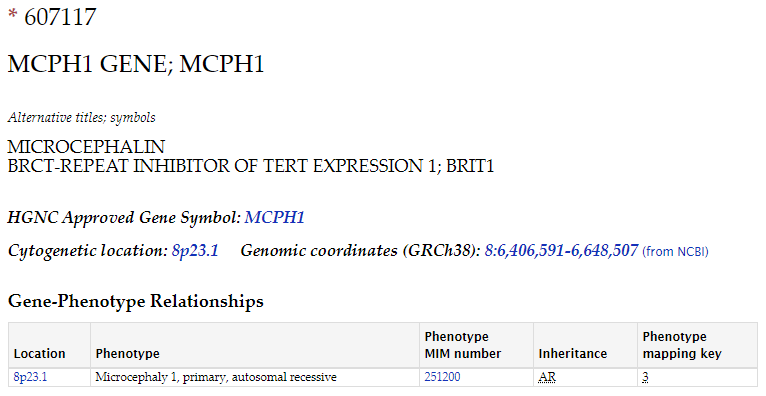 * 607117
MCPH1 GENE; MCPH1
Alternative titles; symbols
MICROCEPHALIN
BRCT-REPEAT INHIBITOR OF TERT EXPRESSION 1; BRIT1
HGNC Approved Gene Symbol: MCPH1
Cytogenetic location: 8p23.1 Genomic coordinates (GRCh38): 8:6,406,591-6,648,507 (from NCBI)
Gene-Phenotype Relationships
Location Phenotype Phenotype MIM number Inheritance Phenotype mapping key
8p23.1 Microcephaly 1, primary, autosomal recessive 251200 AR 3